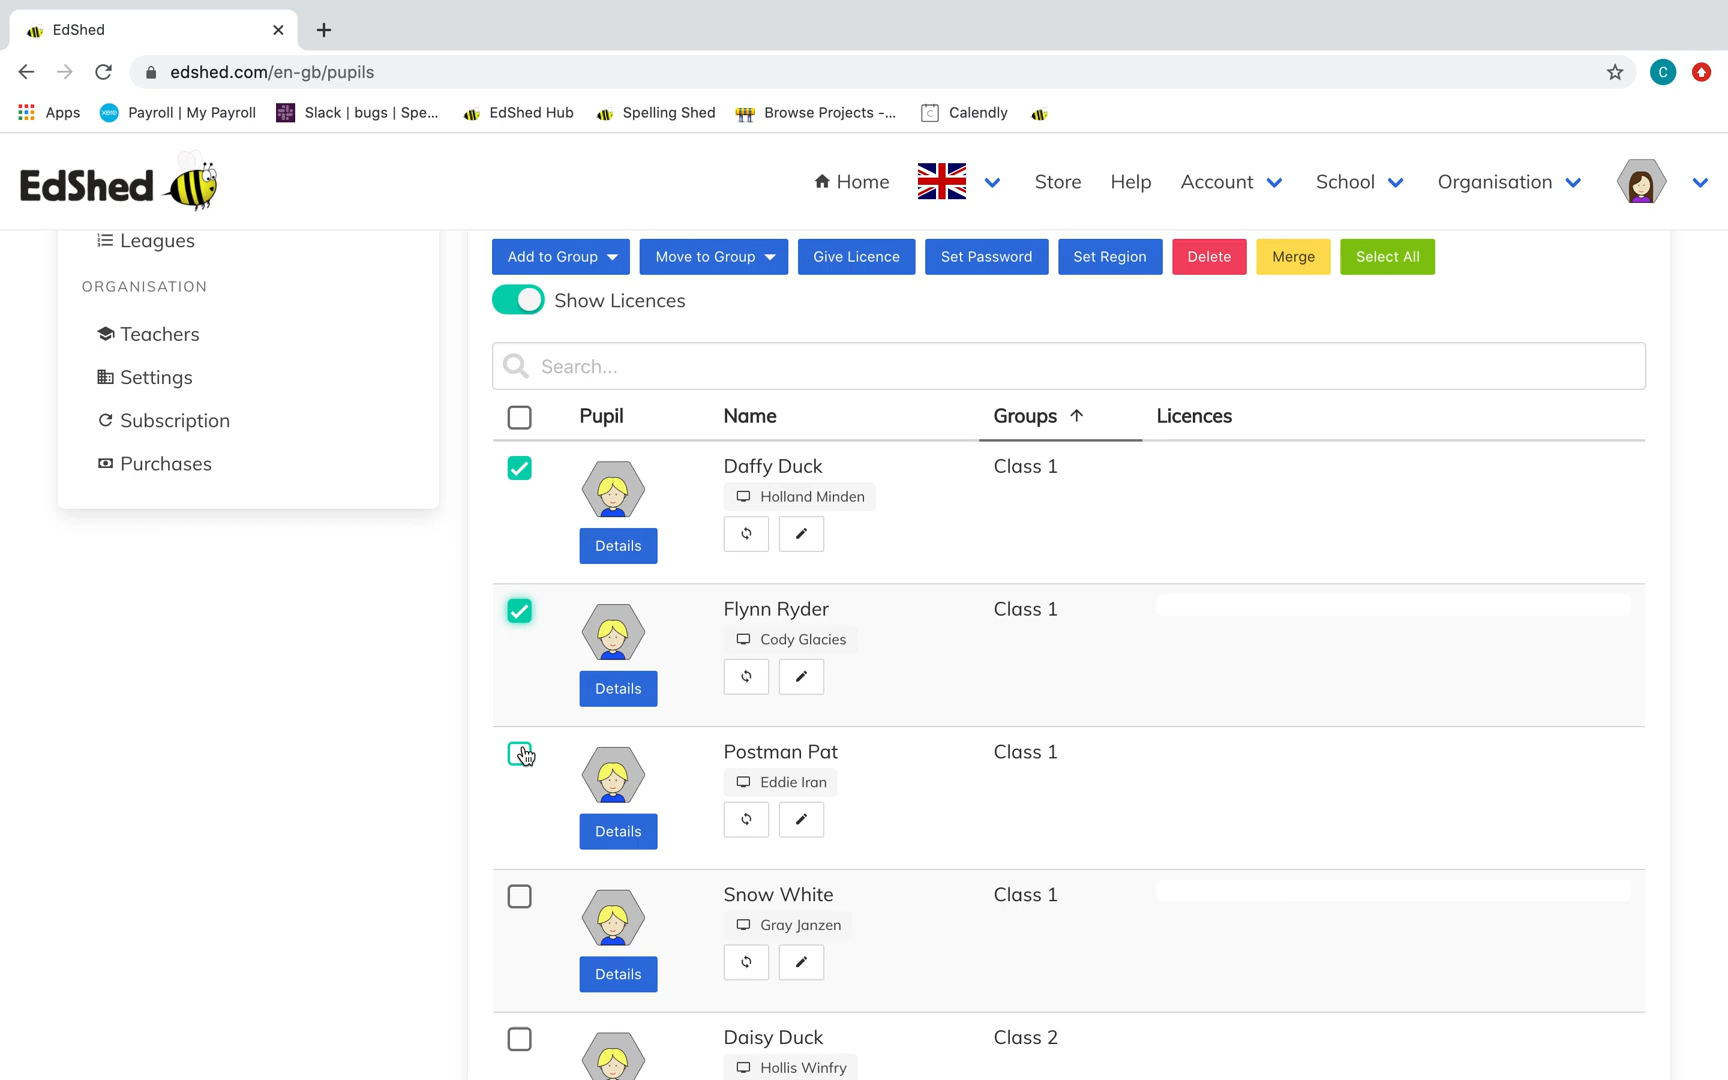 EdShed
edshed.com/en-gb/pupils
C
Apps
Payroll | My Payroll
Slack | bugs | Spe...
EdShed Hub
Spelling Shed
Browse Projects -...
Calendly
EdShed
Home
Store
Help
Account
School
Organisation
Leagues
ORGANISATION
Teachers
Settings
Subscription
Purchases
Add to Group
Move to Group
Give Licence
Set Password
Set Region
Delete
Merge
Select All
Show Licences
Search...
Pupil Name Groups Licences
Daffy Duck Class 1
Holland Minden
Details
Flynn Ryder Class 1
Cody Glacies
Details
Postman Pat Class 1
Eddie Iran
Details
Snow White Class 1
Gray Janzen
Details
Daisy Duck Class 2
Hollis Winfry